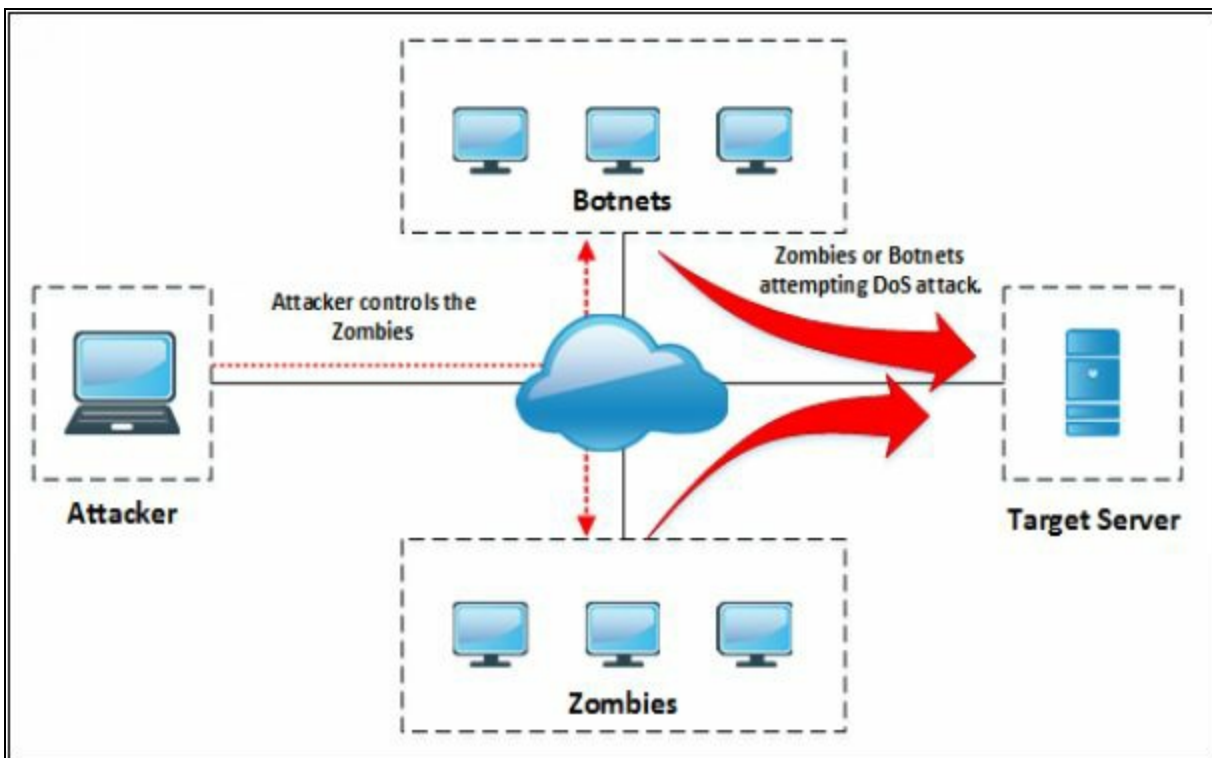 Botnets
Zombies or Botnets
attempting DoS attack.
Attacker controls the
Zombies
Attacker
Target Server
Zombies